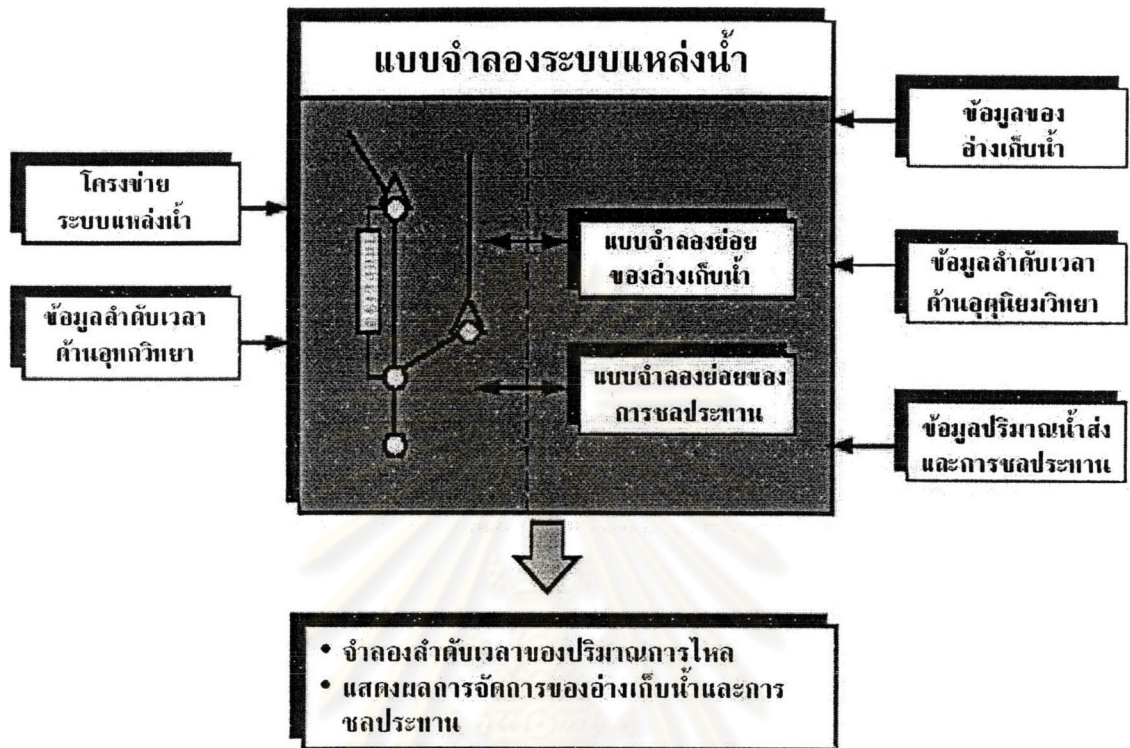 แบบจำลองระบบแหล่งน้ำ
โครงข่าย
ระบบแหล่งน้ำ
ข้อมูลลำดับเวลา
ด้านอุทกวิทยา
แบบจำลองย่อย
ของอ่างเก็บน้ำ
แบบจำลองย่อยของ
การชลประทาน
ข้อมูลของ
อ่างเก็บน้ำ
ข้อมูลลำดับเวลา
ด้านอุตุนิยมวิทยา
ข้อมูลปริมาณน้ำส่ง
และการชลประทาน
• จำลองลำดับเวลาของปริมาณการไหล
• แสดงผลการจัดการของอ่างเก็บน้ำและการ
ชลประทาน